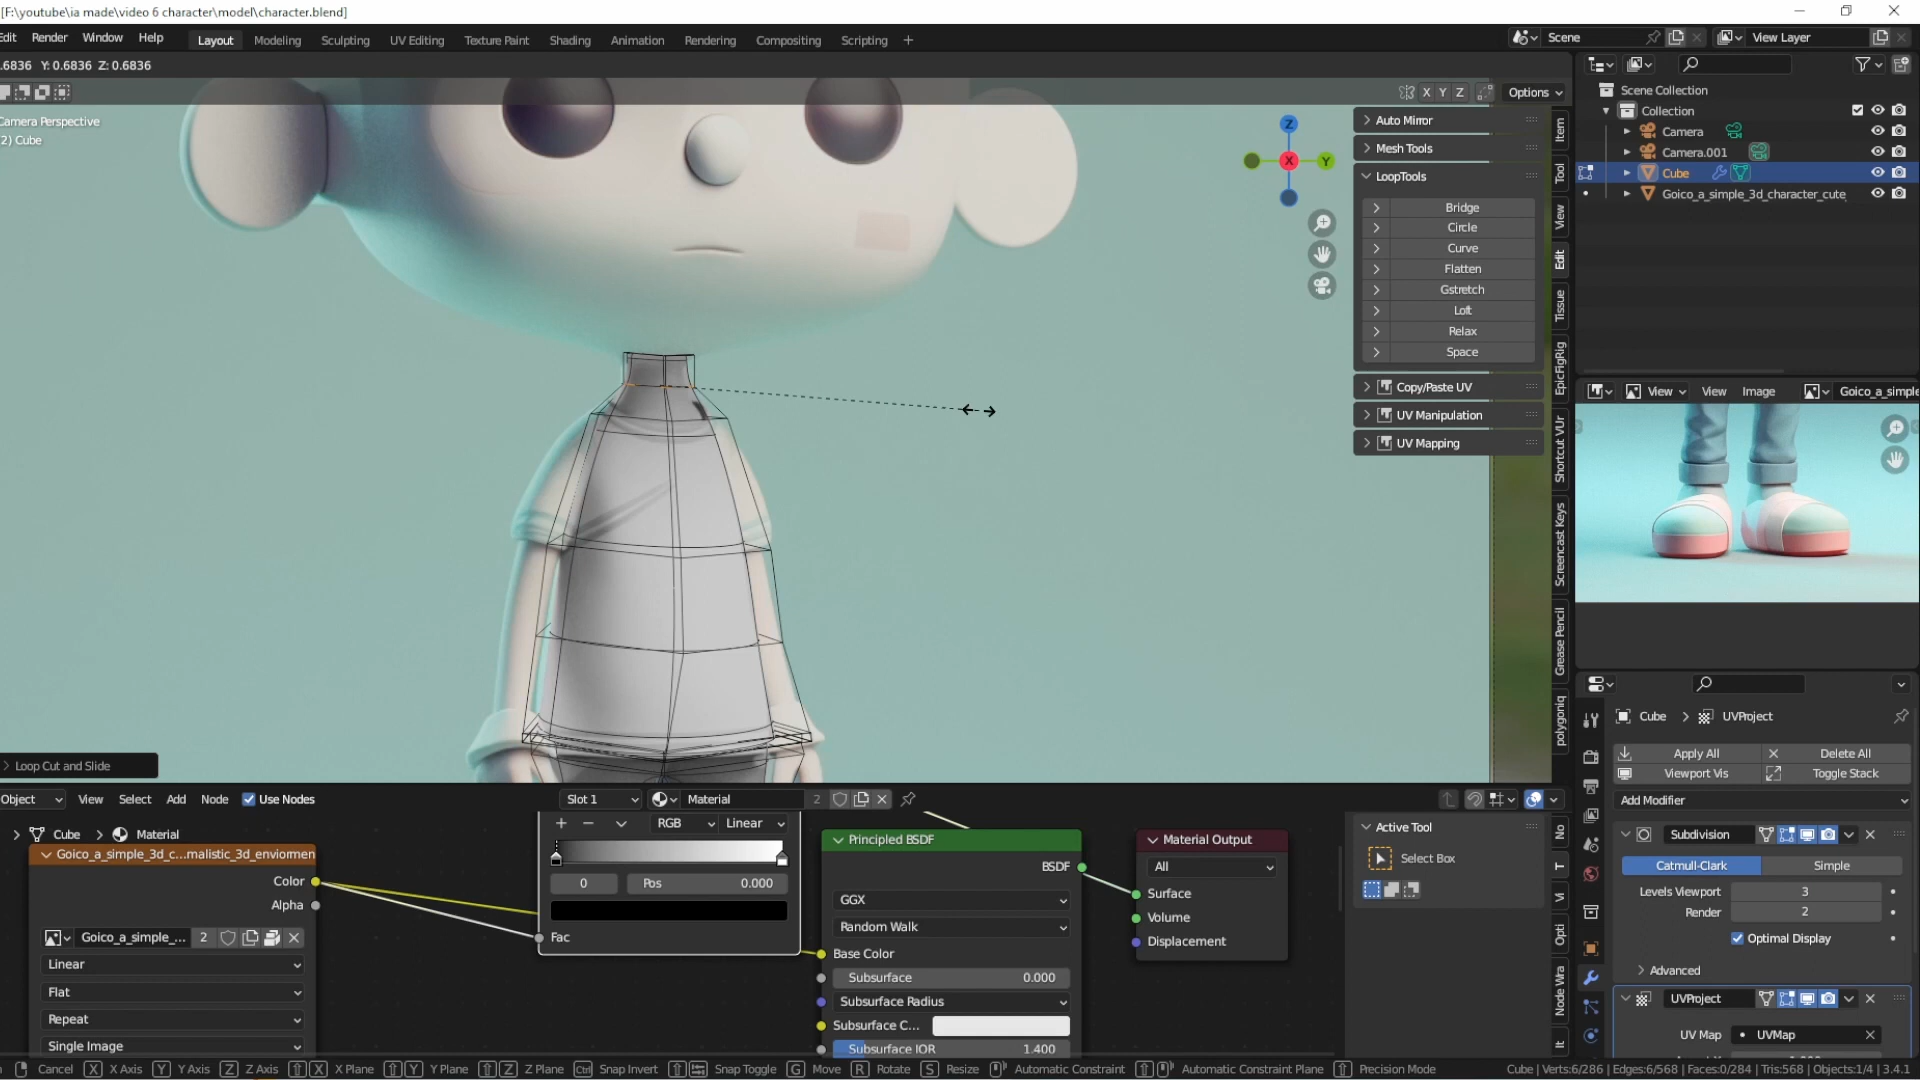 [F:\youtube\ia made\video 6 character\model\character.blend]
Edit Render Window Help Layout Modeling Sculpting UV Editing Texture Paint Shading Animation Rendering Compositing Scripting + Scene View Layer
.6836 Y: 0.6836 Z: 0.6836
X Y Z Options
Camera Perspective
2) Cube
Z
X
Y
Auto Mirror
Mesh Tools
LoopTools
Bridge
Circle
Curve
Flatten
Gstretch
Loft
Relax
Space
Copy/Paste UV
UV Manipulation
UV Mapping
Item
Tool
View
Edit
Tissue
EpicFigRig
Shortcut VUr
Screencast Keys
Grease Pencil
polygoniq
Scene Collection
Collection
Camera
Camera.001
Cube
Goico_a_simple_3d_character_cute
View View Image Goico_a_simple
Cube > UVProject
Apply All Delete All
Viewport Vis Toggle Stack
Add Modifier
Subdivision
Catmull-Clark Simple
Levels Viewport 3
Render 2
Optimal Display
Advanced
UVProject
UV Map UVMap
Loop Cut and Slide
Object View Select Add Node Use Nodes Slot 1 Material 2
Cube > Material
Goico_a_simple_3d_c...malistic_3d_enviormen
Color
Alpha
Goico_a_simple_... 2
Linear
Flat
Repeat
Single Image
+ − RGB Linear
0 Pos 0.000
Fac
Principled BSDF
BSDF
GGX
Random Walk
Base Color
Subsurface 0.000
Subsurface Radius
Subsurface C...
Subsurface IOR 1.400
Material Output
All
Surface
Volume
Displacement
Active Tool
Select Box
No
T
Vi
Opti
Node Wra
It
Cancel X X Axis Y Y Axis Z Z Axis X X Plane Y Y Plane Z Z Plane Ctrl Snap Invert Snap Toggle G Move R Rotate S Resize Automatic Constraint Automatic Constraint Plane Precision Mode Cube | Verts:6/286 | Edges:6/568 | Faces:0/284 | Tris:568 | Objects:1/4 | 3.4.1